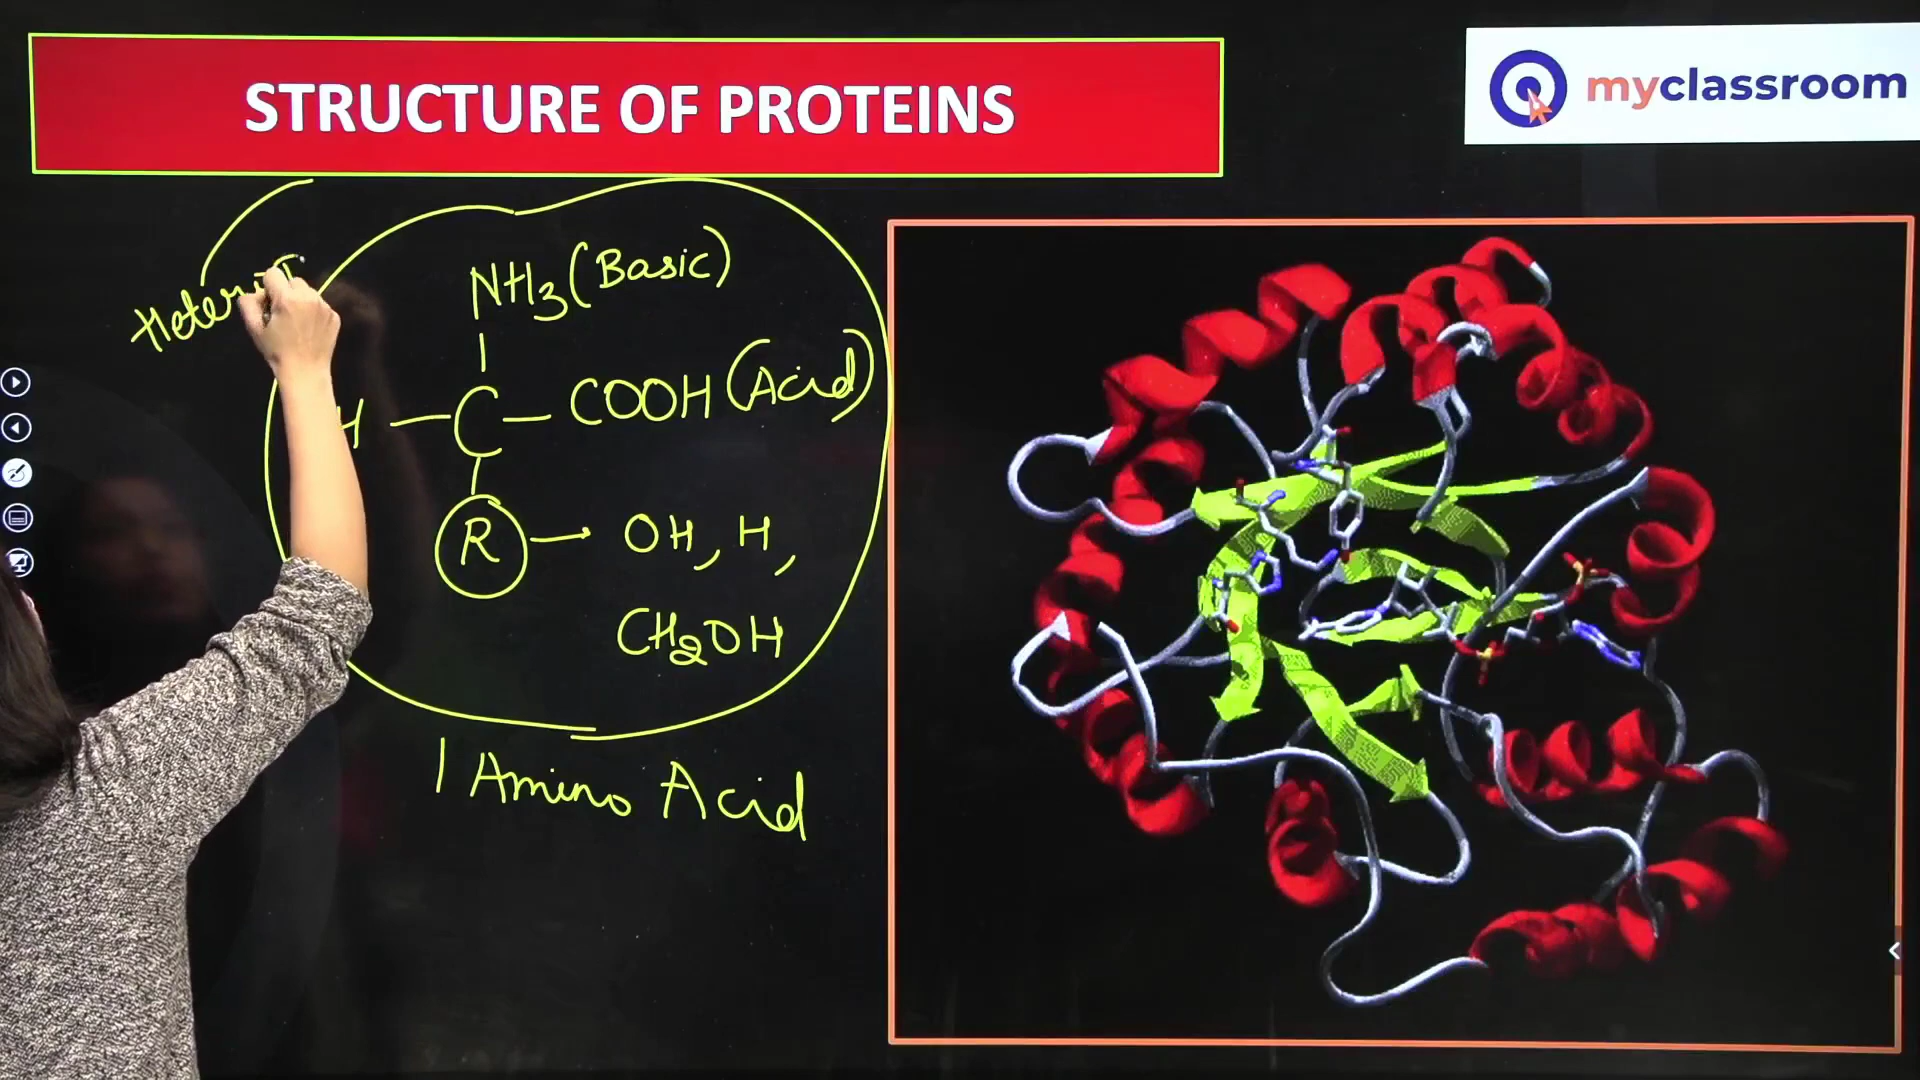 STRUCTURE OF PROTEINS
myclassroom
NH3 (Basic)
H — C — COOH (Acid)
R → OH, H,
CH2OH
1 Amino Acid